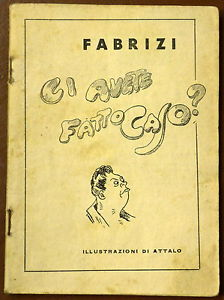 FABRIZI
CI AVETE
FATTO CASO?
ILLUSTRAZIONI DI ATTALO